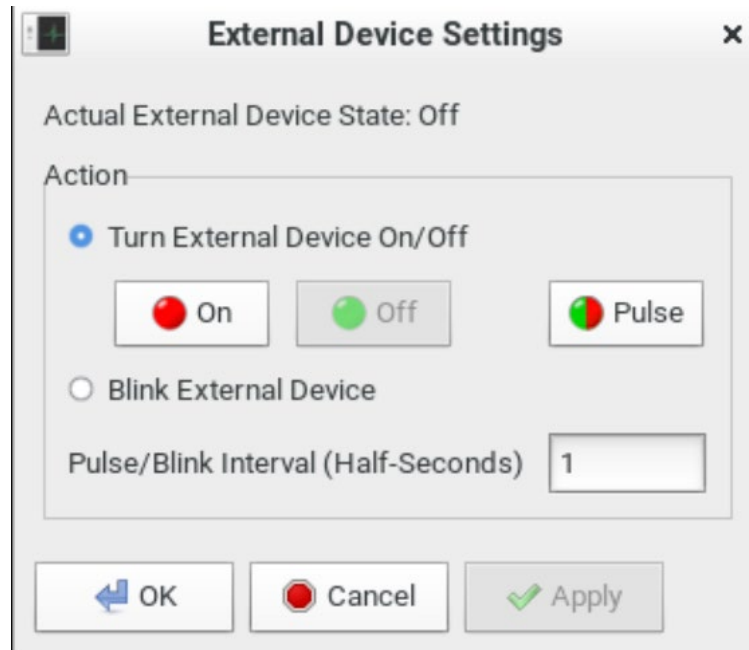 External Device Settings
Actual External Device State: Off
Action
Turn External Device On/Off
On Off Pulse
Blink External Device
Pulse/Blink Interval (Half-Seconds) 1
OK Cancel Apply